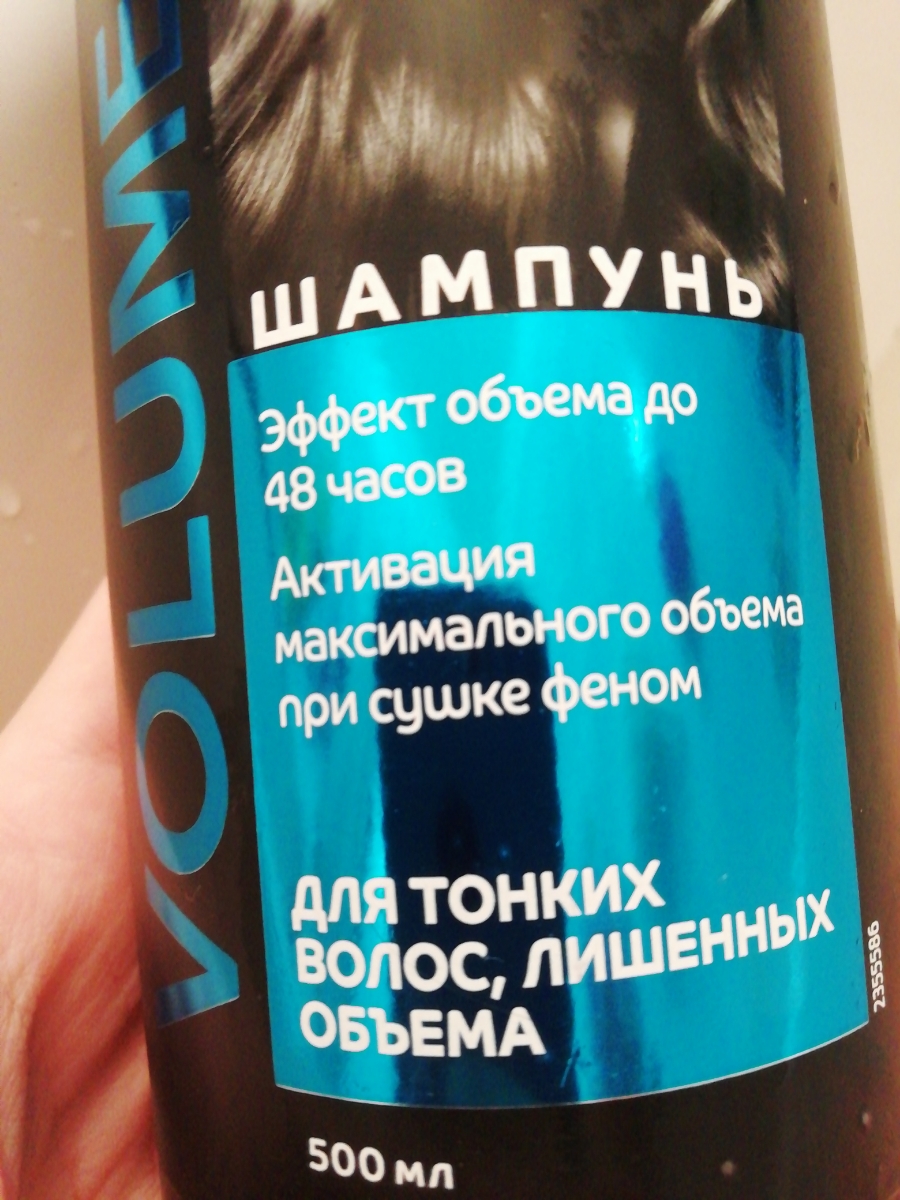 VOLUME
ШАМПУНЬ
Эффект объема до
48 часов
Активация
максимального объема
при сушке феном
ДЛЯ ТОНКИХ
ВОЛОС, ЛИШЕННЫХ
ОБЪЕМА
2355586
500 мл